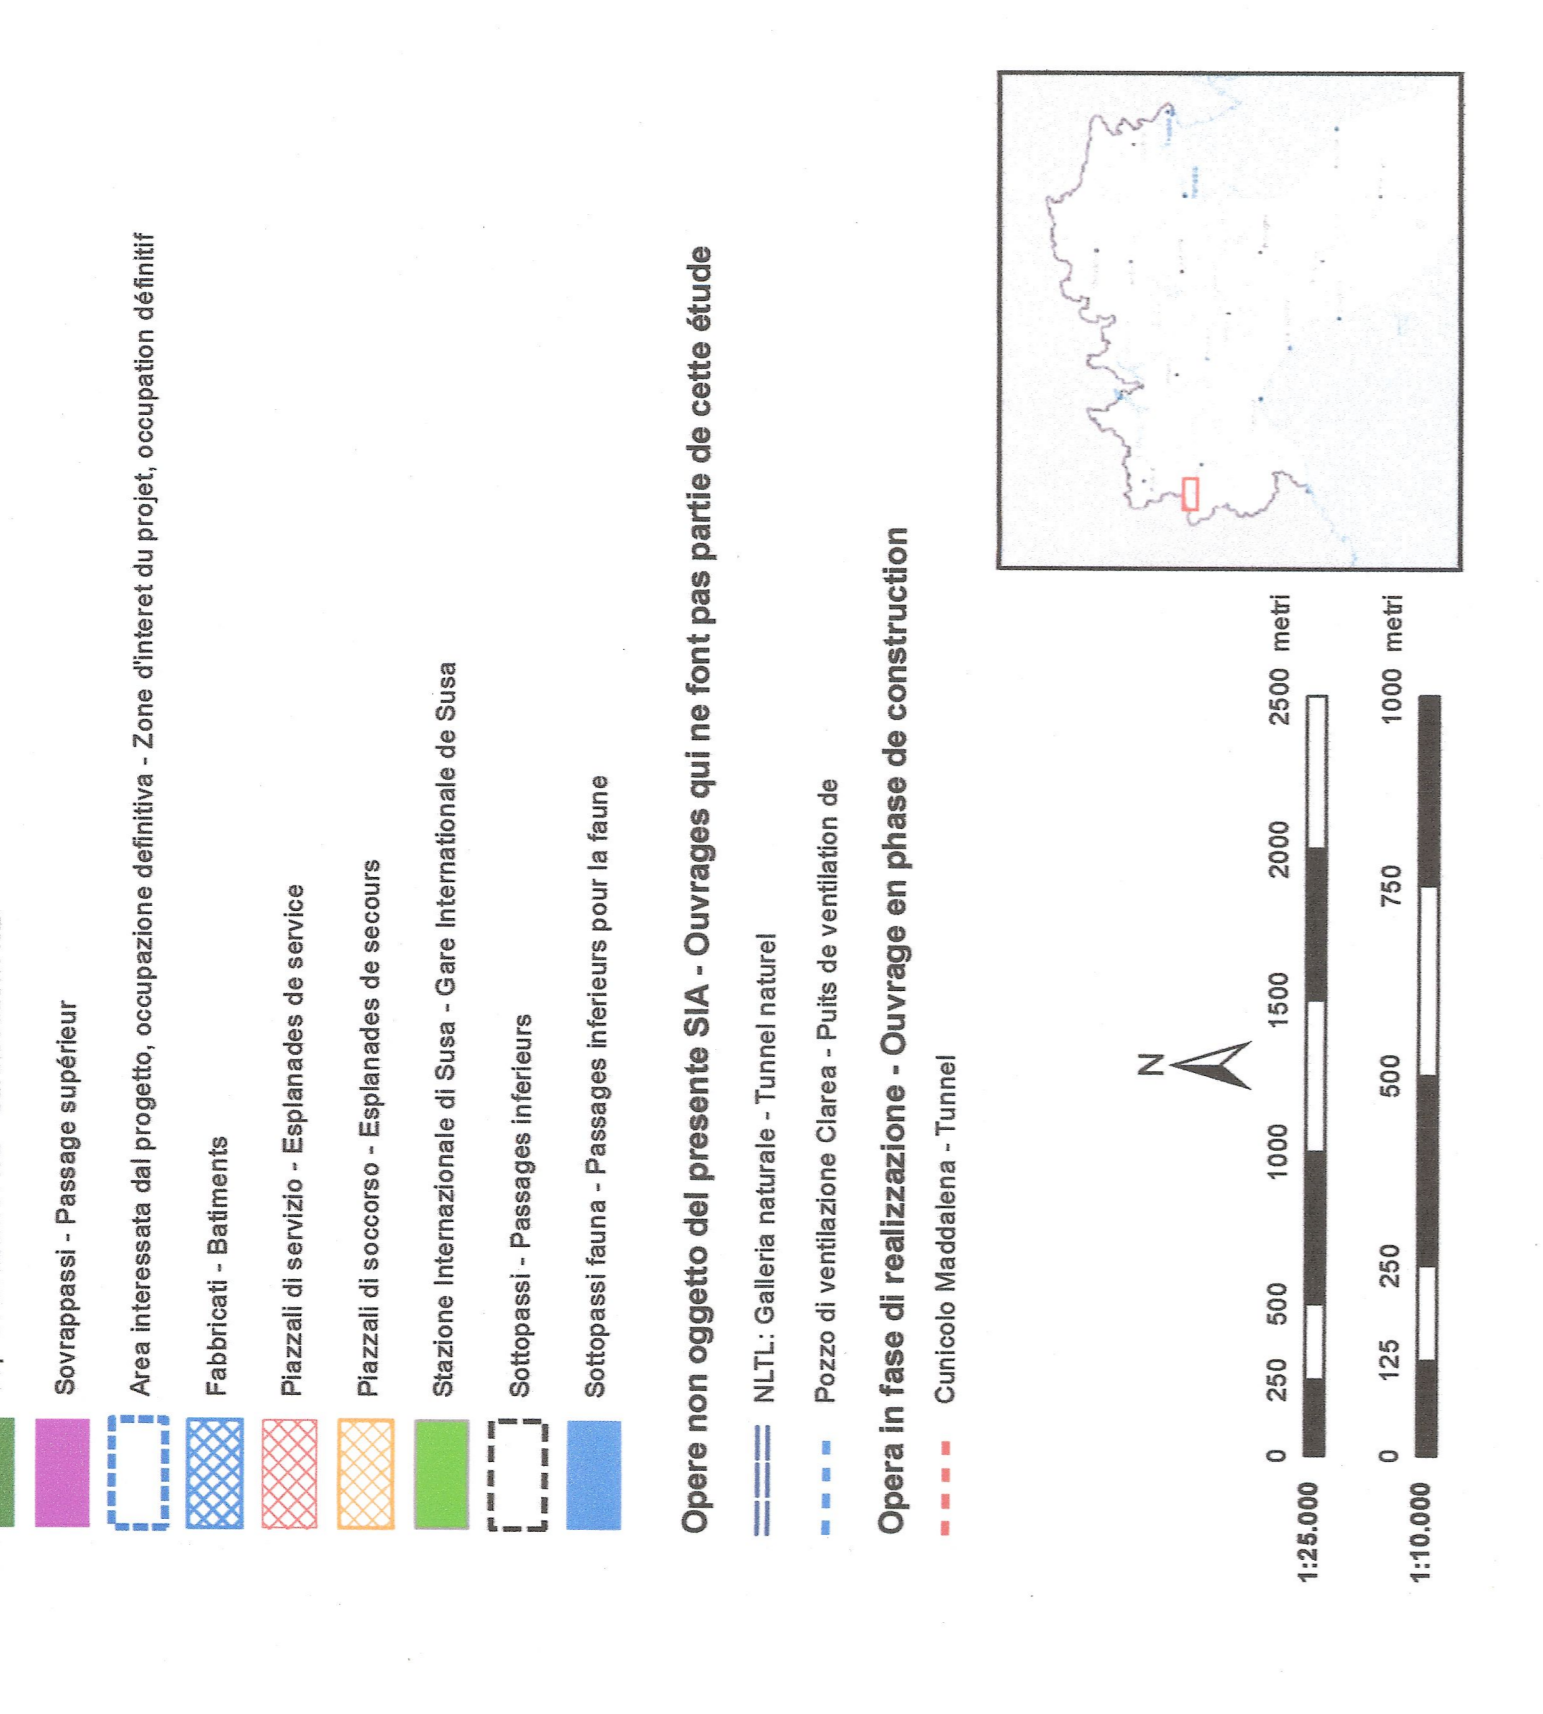 Sovrappassi - Passage supérieur
Area interessata dal progetto, occupazione definitiva - Zone d'interet du projet, occupation définitif
Fabbricati - Batiments
Piazzali di servizio - Esplanades de service
Piazzali di soccorso - Esplanades de secours
Stazione Internazionale di Susa - Gare Internationale de Susa
Sottopassi - Passages inferieurs
Sottopassi fauna - Passages inferieurs pour la faune
Opere non oggetto del presente SIA - Ouvrages qui ne font pas partie de cette étude
NLTL: Galleria naturale - Tunnel naturel
Pozzo di ventilazione Clarea - Puits de ventilation de
Opera in fase di realizzazione - Ouvrage en phase de construction
Cunicolo Maddalena - Tunnel
N
0 250 500 1000 1500 2000 2500 metri
1:25.000
0 125 250 500 750 1000 metri
1:10.000